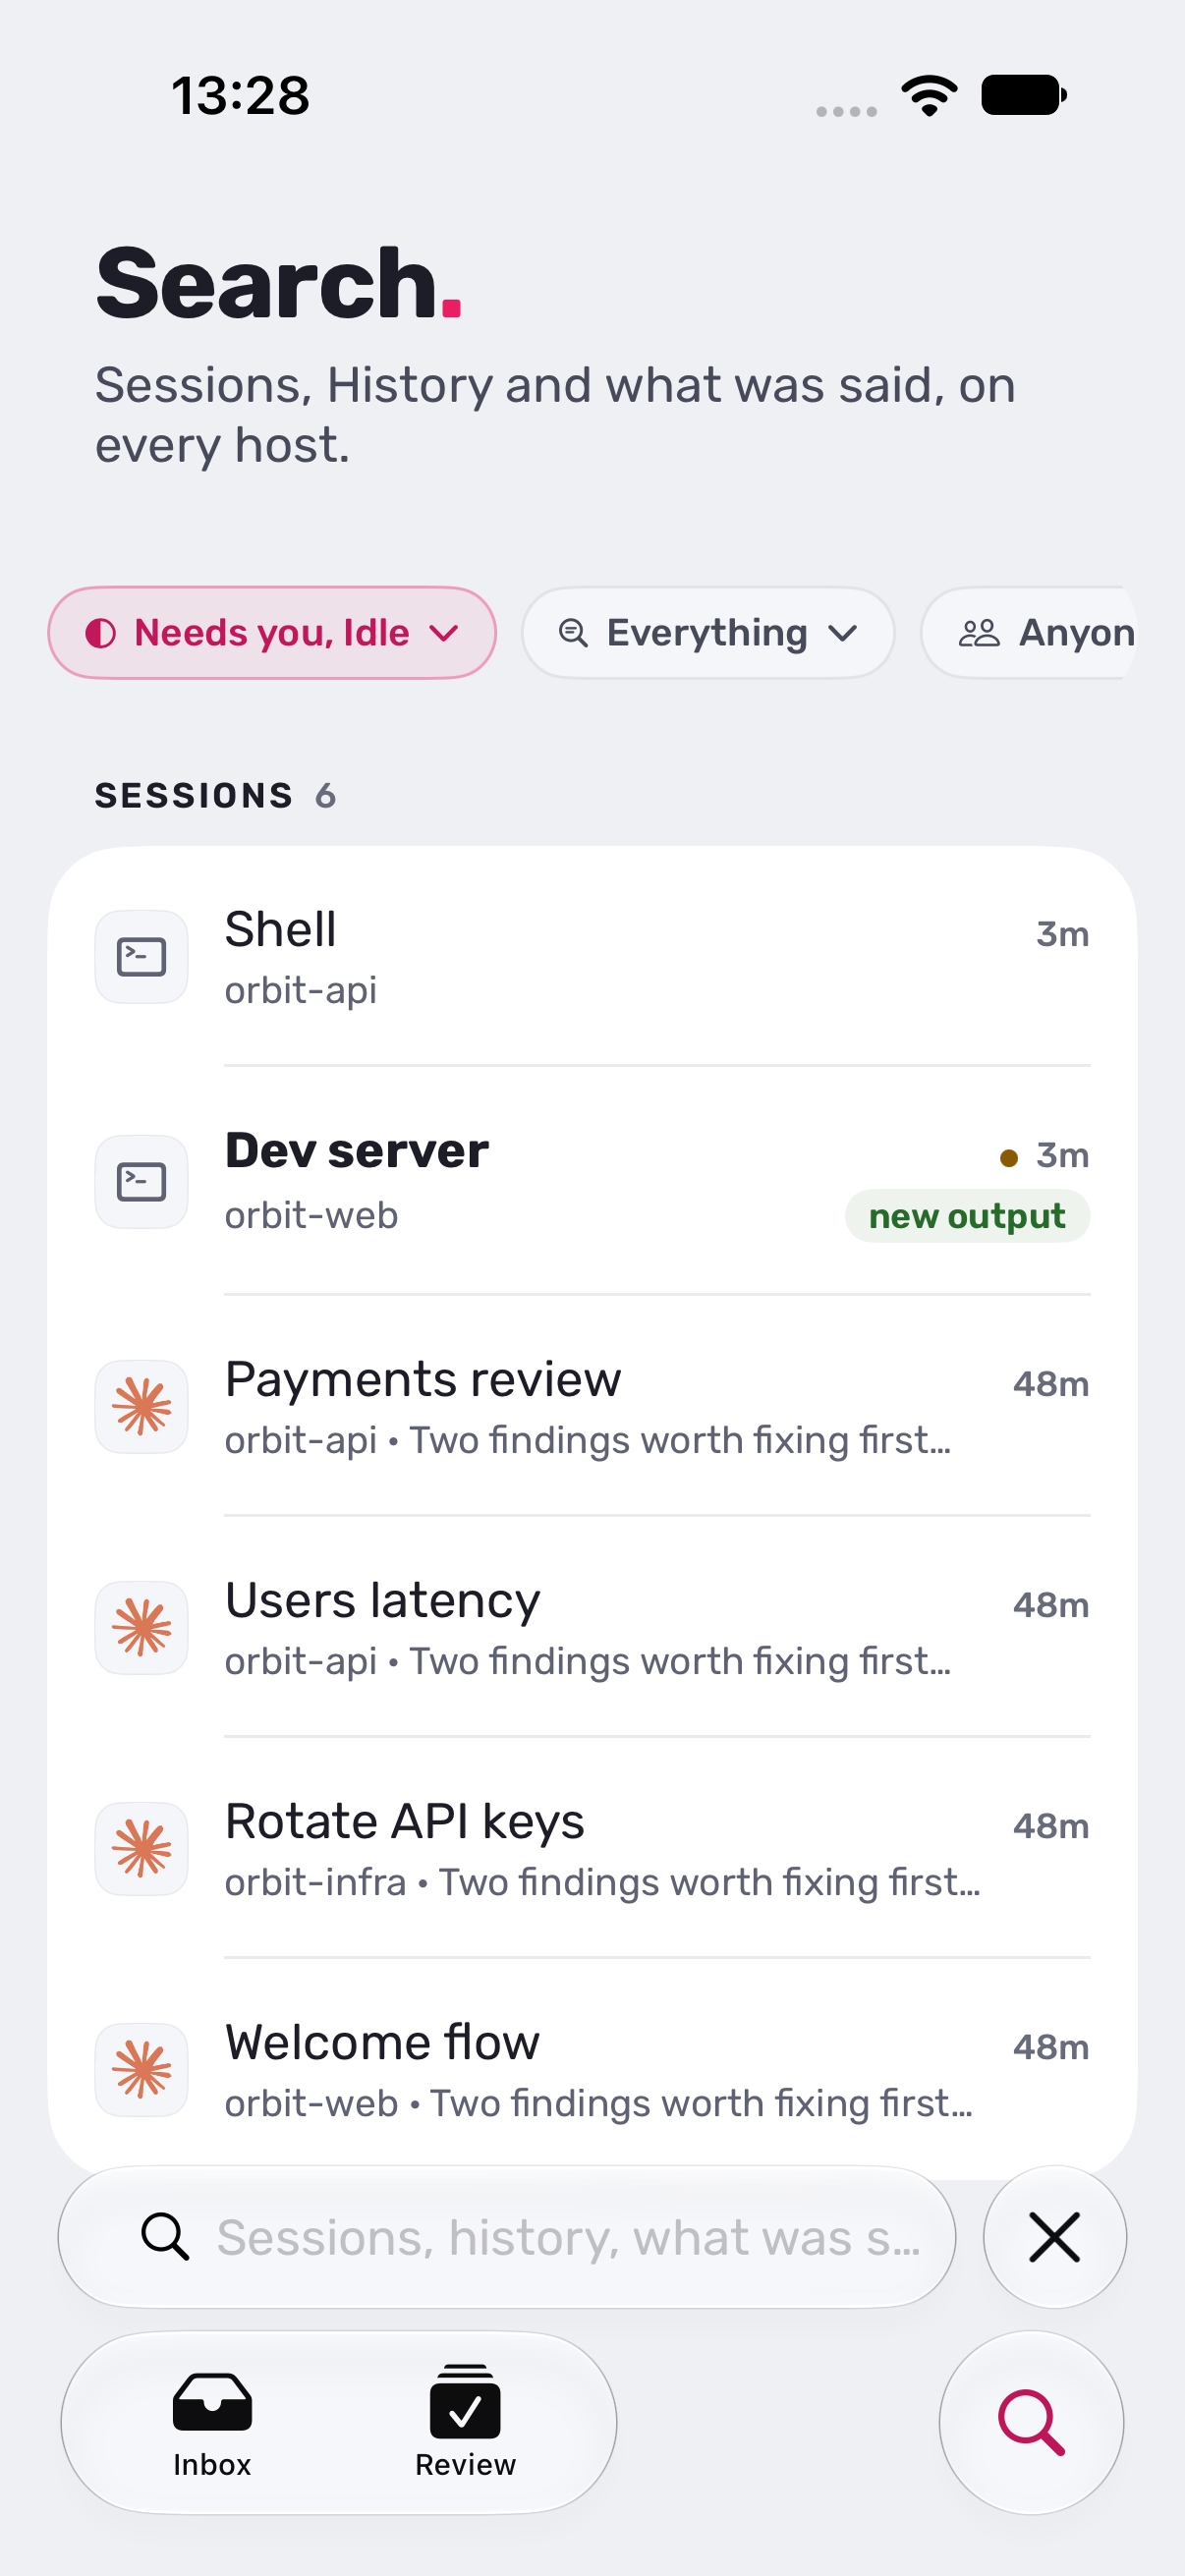 13:28
Search.
Sessions, History and what was said, on
every host.
Needs you, Idle
Everything
Anyon
SESSIONS 6
Shell
3m
orbit-api
Dev server
3m
orbit-web
new output
Payments review
48m
orbit-api • Two findings worth fixing first...
Users latency
48m
orbit-api • Two findings worth fixing first...
Rotate API keys
48m
orbit-infra • Two findings worth fixing first...
Welcome flow
48m
orbit-web • Two findings worth fixing first...
Sessions, history, what was s...
Inbox
Review